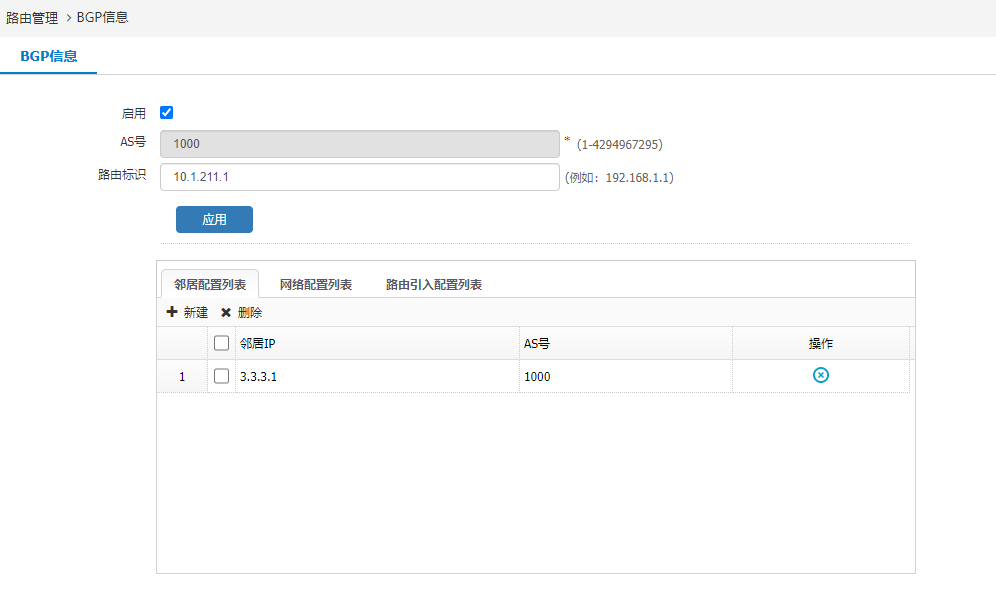 路由管理 > BGP信息
BGP信息
启用
AS号 1000 * (1-4294967295)
路由标识 10.1.211.1 (例如：192.168.1.1)
应用
邻居配置列表 网络配置列表 路由引入配置列表
新建 删除
邻居IP AS号 操作
1 3.3.3.1 1000